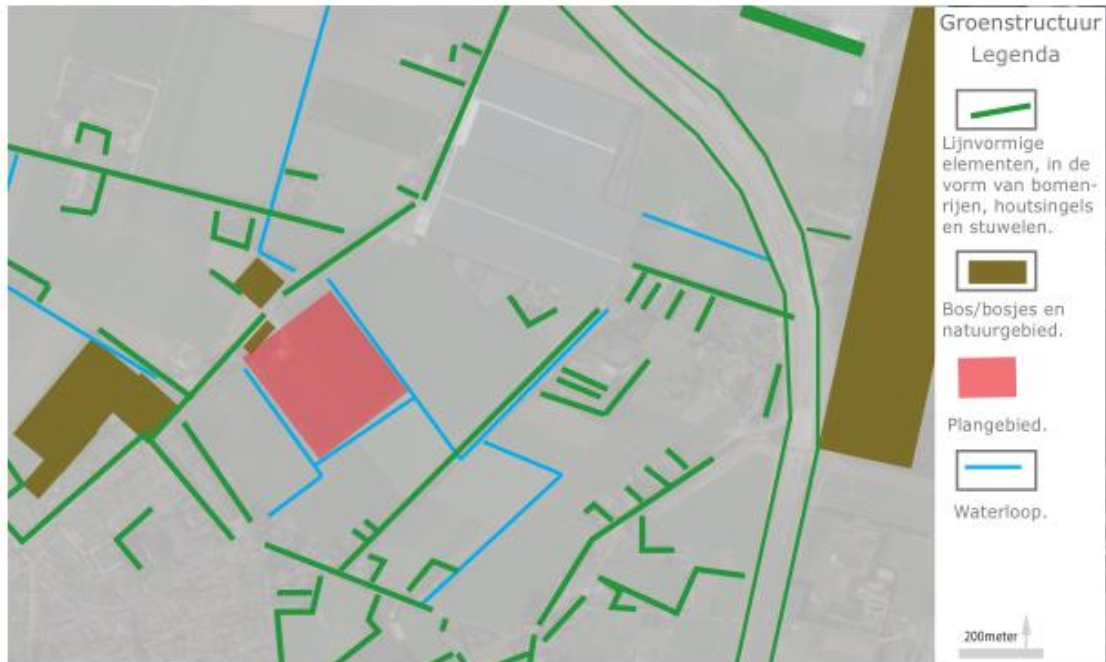 Groenstructuur
Legenda
Lijnvormige
elementen, in de
vorm van bomen-
rijen, houtsingels
en stuwelen.
Bos/bosjes en
natuurgebied.
Plangebied.
Waterloop.
200meter